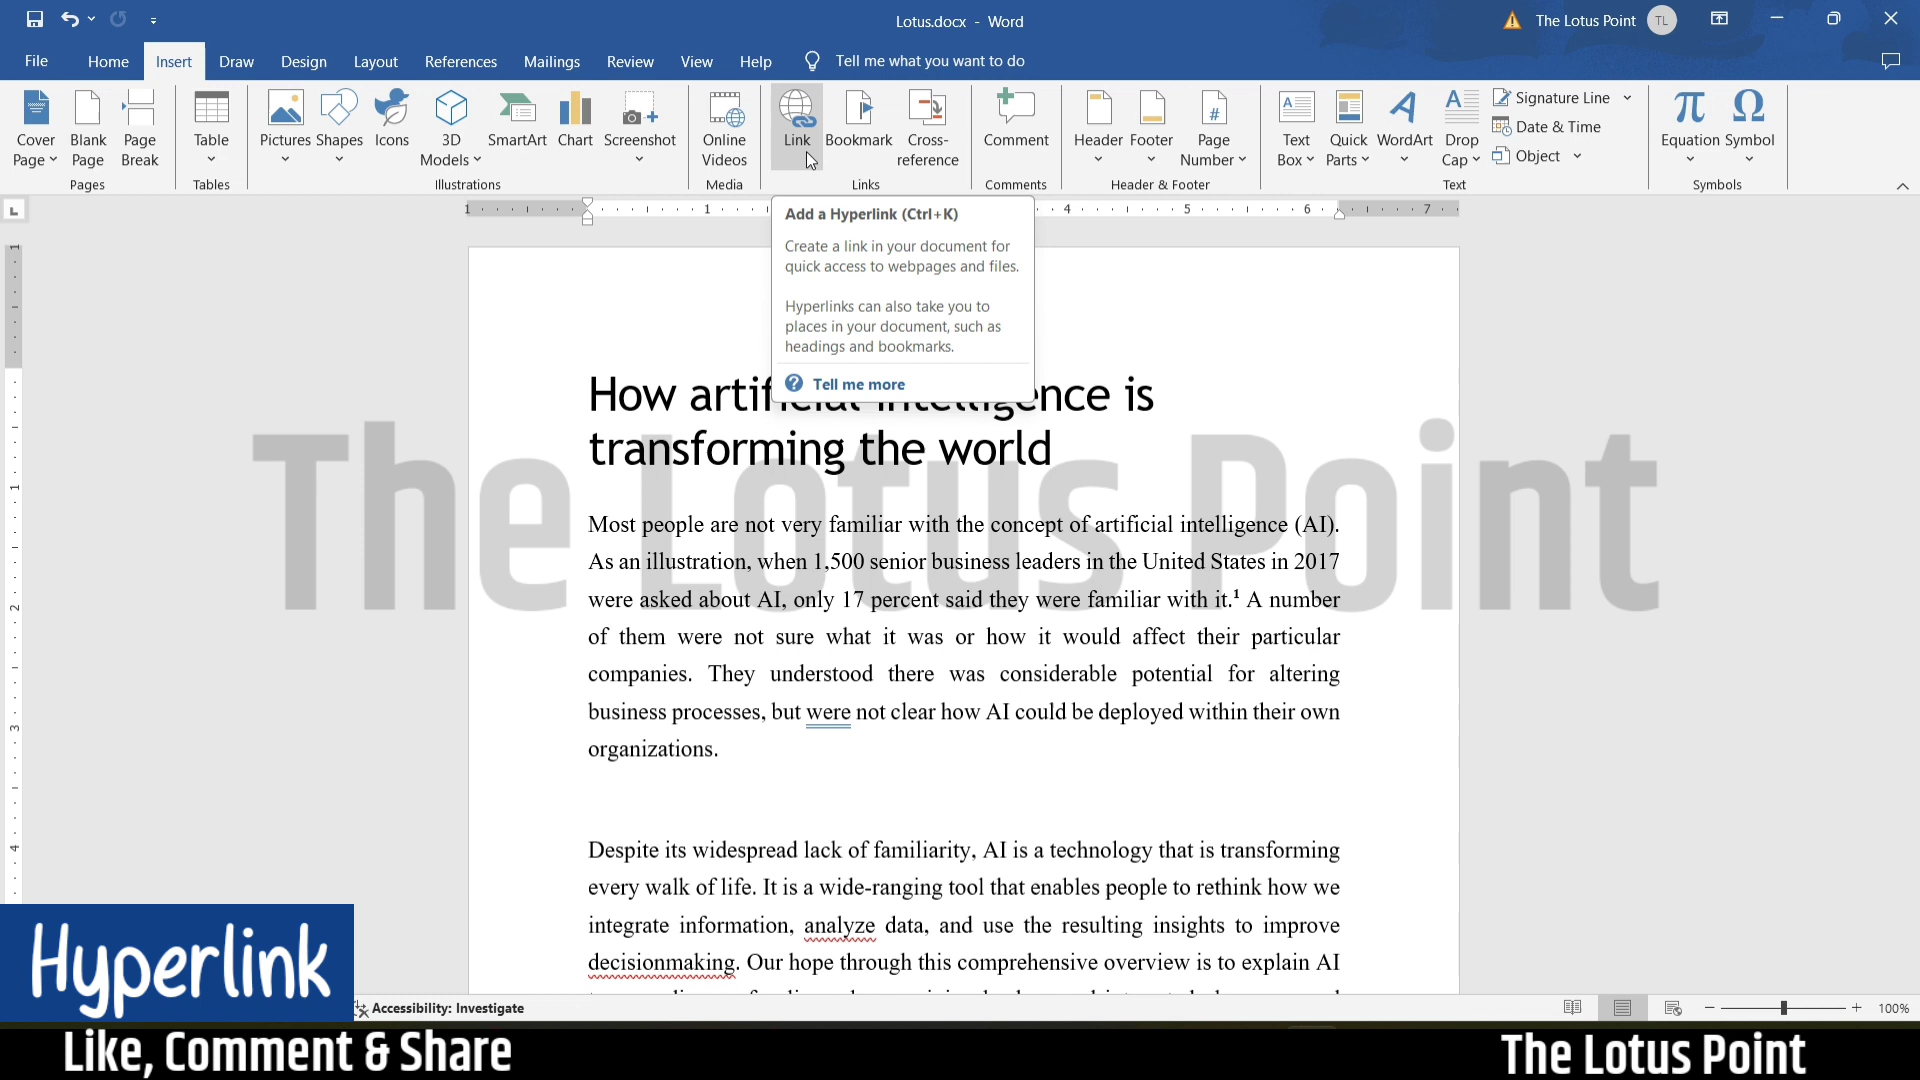 Lotus.docx - Word
The Lotus Point
TL
File Home Insert Draw Design Layout References Mailings Review View Help Tell me what you want to do
Cover Page
Blank Page
Page Break
Pages
Table
Tables
Pictures
Shapes
Icons
3D Models
SmartArt
Chart
Screenshot
Illustrations
Online Videos
Media
Link
Bookmark
Cross-reference
Links
Comment
Comments
Header
Footer
Page Number
Header & Footer
Text Box
Quick Parts
WordArt
Drop Cap
Signature Line
Date & Time
Object
Text
Equation
Symbol
Symbols
1 1 4 5 6 7
Add a Hyperlink (Ctrl+K)
Create a link in your document for
quick access to webpages and files.
Hyperlinks can also take you to
places in your document, such as
headings and bookmarks.
Tell me more
How artificial intelligence is
transforming the world
The Lotus Point
Most people are not very familiar with the concept of artificial intelligence (AI).
As an illustration, when 1,500 senior business leaders in the United States in 2017
were asked about AI, only 17 percent said they were familiar with it.¹ A number
of them were not sure what it was or how it would affect their particular
companies. They understood there was considerable potential for altering
business processes, but were not clear how AI could be deployed within their own
organizations.
Despite its widespread lack of familiarity, AI is a technology that is transforming
every walk of life. It is a wide-ranging tool that enables people to rethink how we
integrate information, analyze data, and use the resulting insights to improve
decisionmaking. Our hope through this comprehensive overview is to explain AI
1
1
2
3
4
Hyperlink
Accessibility: Investigate
100%
Like, Comment & Share
The Lotus Point